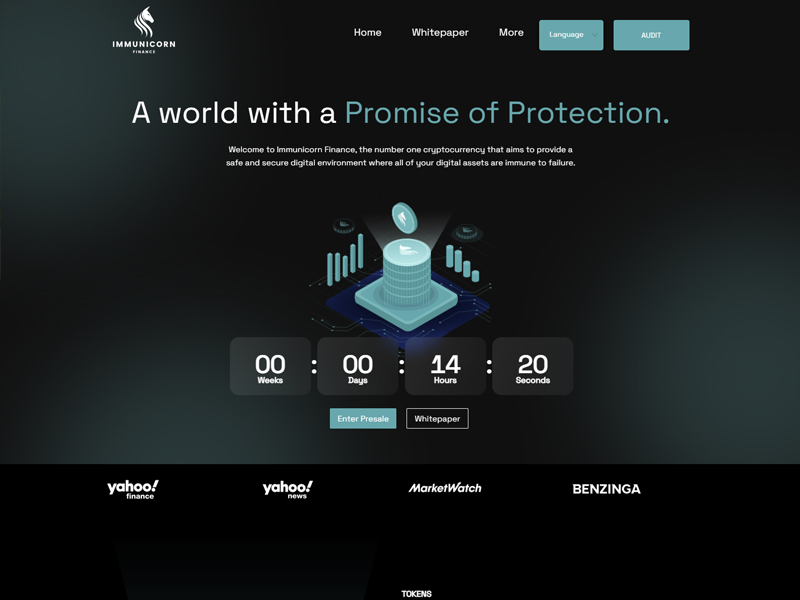 IMMUNICORN
FINANCE
Home Whitepaper More Language AUDIT
A world with a Promise of Protection.
Welcome to Immunicorn Finance, the number one cryptocurrency that aims to provide a
safe and secure digital environment where all of your digital assets are immune to failure.
00 : 00 : 14 : 20
Weeks Days Hours Seconds
Enter Presale Whitepaper
yahoo! finance yahoo! news MarketWatch BENZINGA
TOKENS